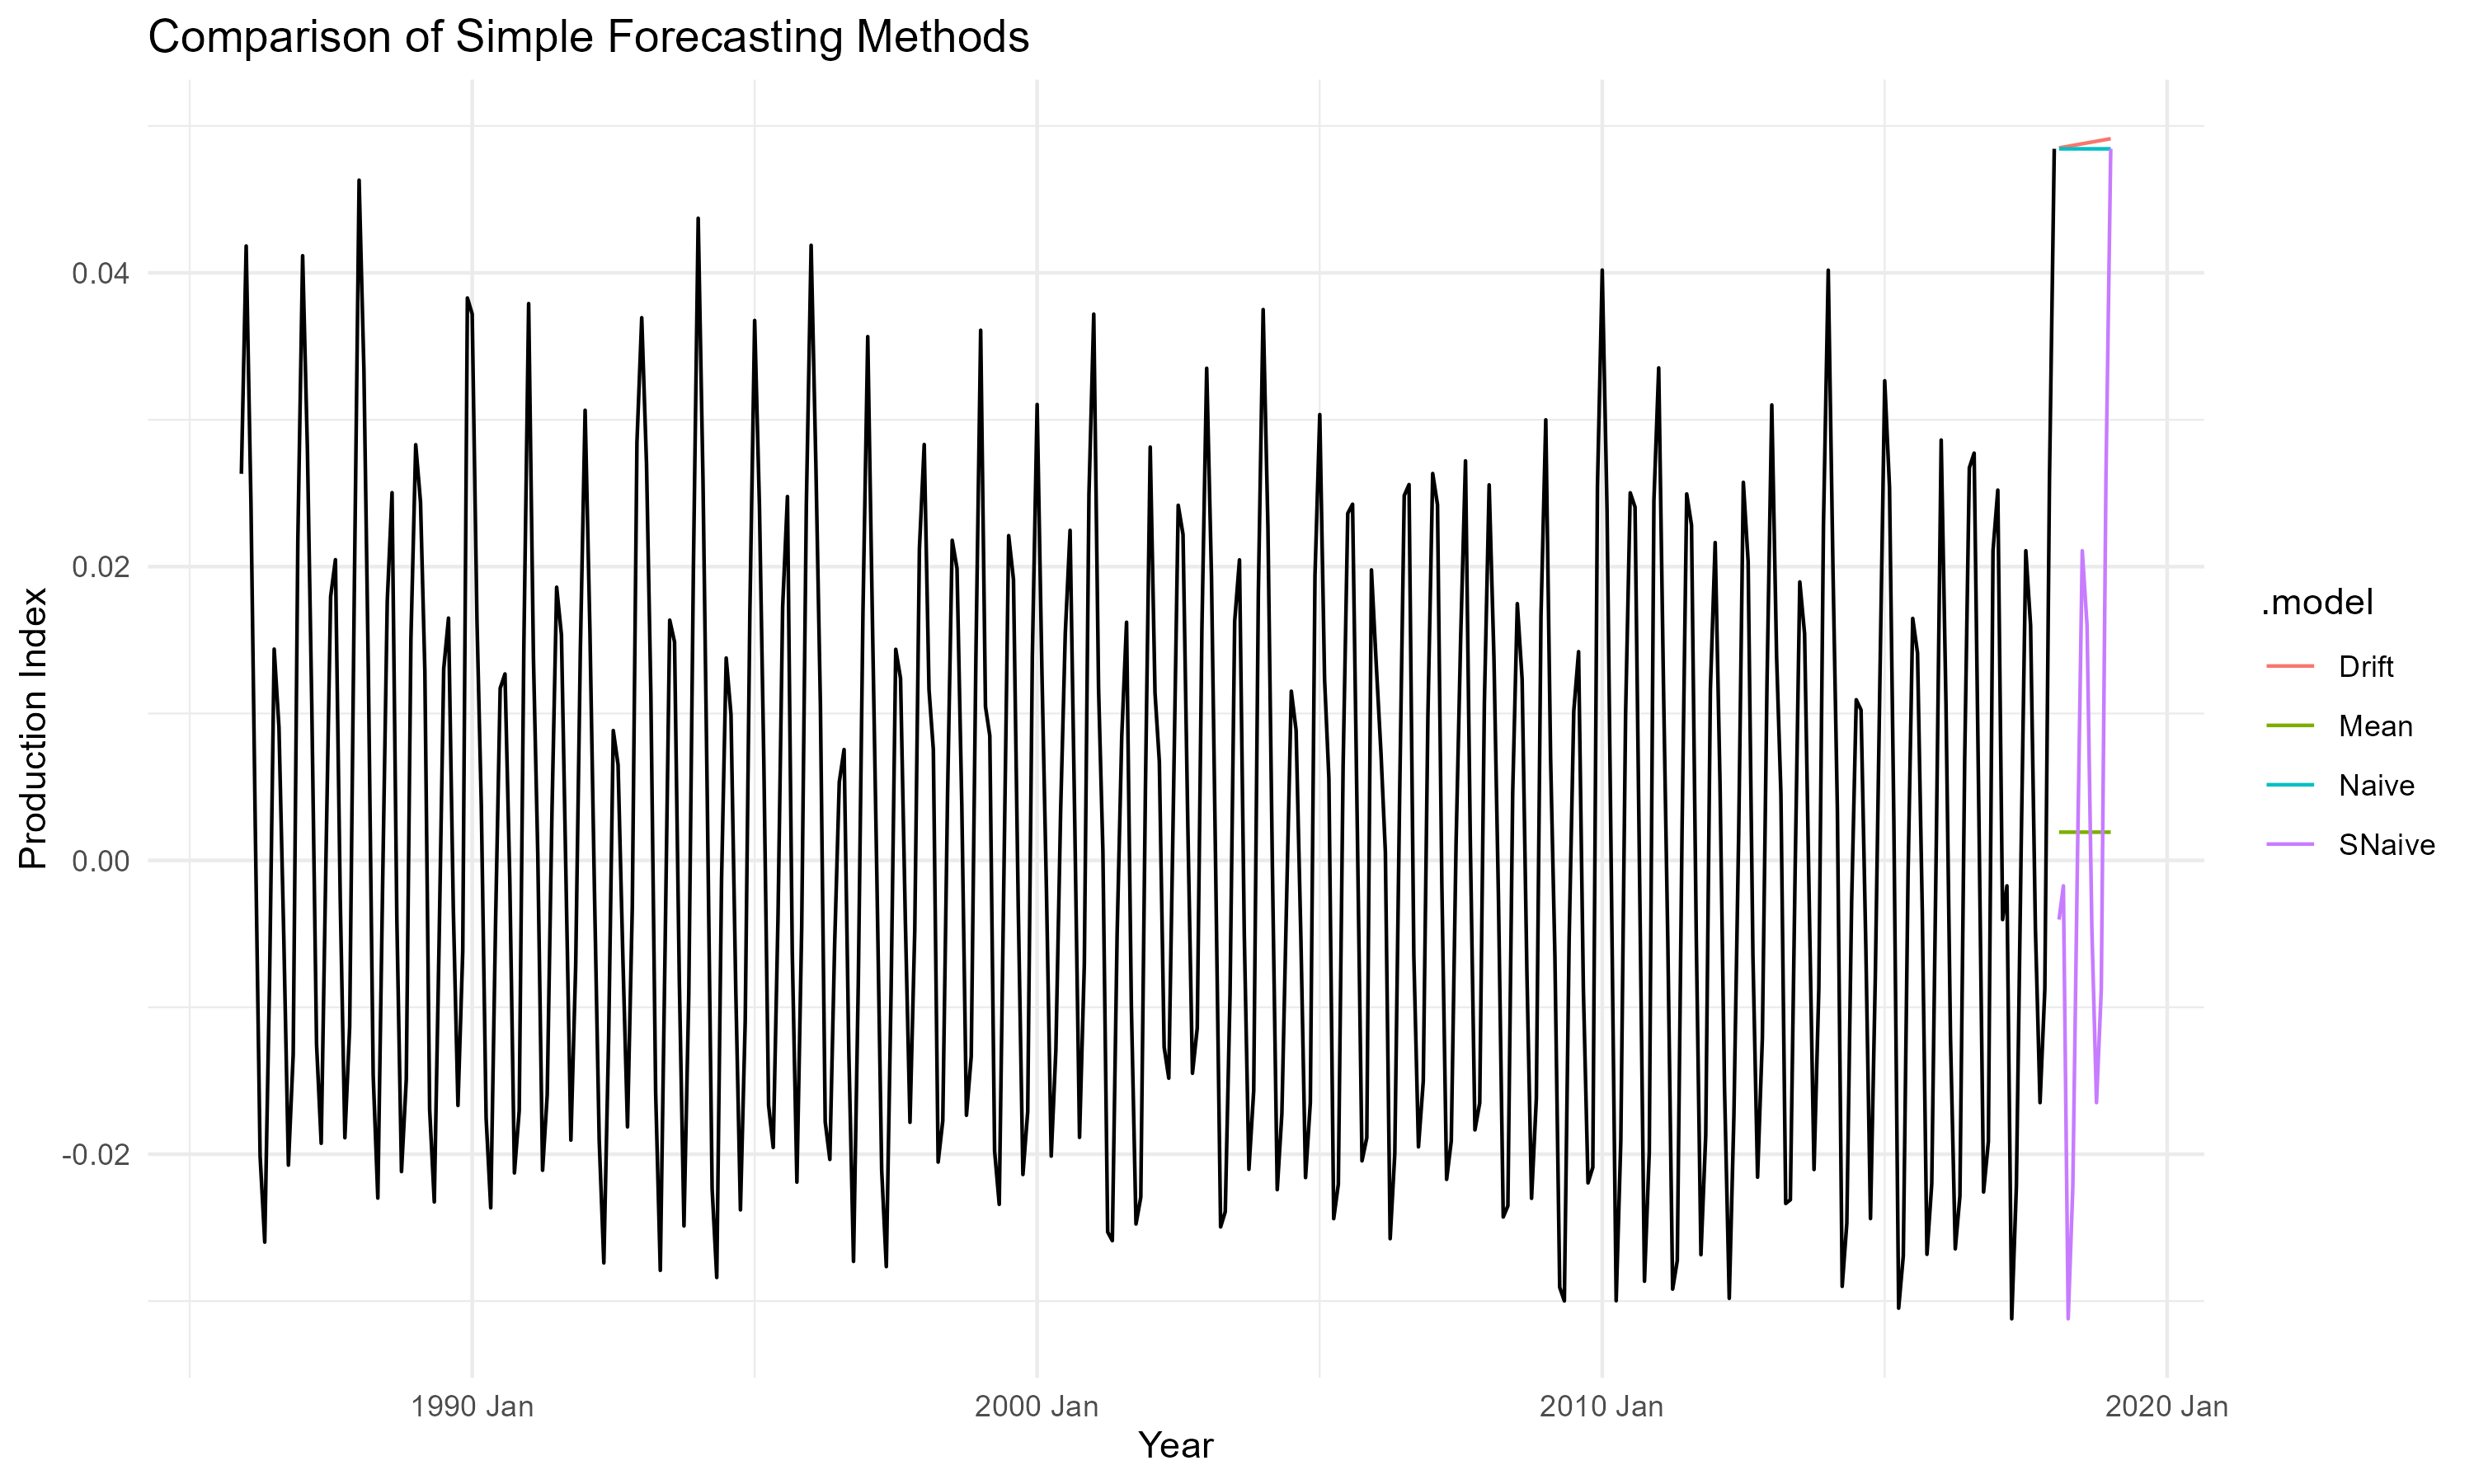 Comparison of Simple Forecasting Methods
Production Index
0.04
0.02
0.00
-0.02
1990 Jan
2000 Jan
2010 Jan
2020 Jan
Year
.model
Drift
Mean
Naive
SNaive